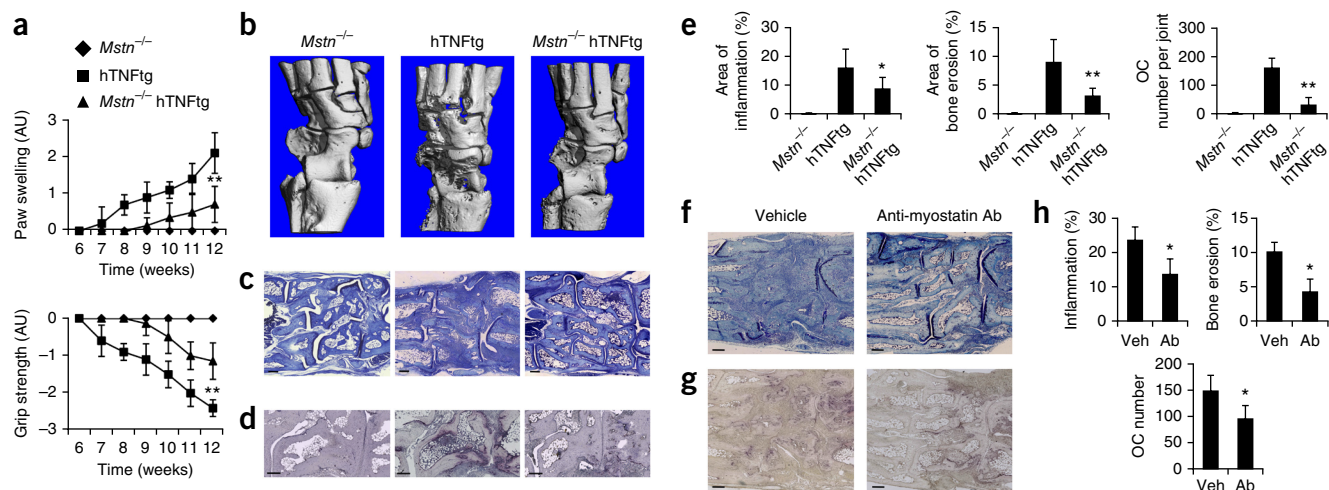 a
Mstn–/–
hTNFtg
Mstn–/– hTNFtg
Paw swelling (AU)
3
2
1
0
**
6 7 8 9 10 11 12
Time (weeks)
Grip strength (AU)
0
–1
–2
–3
**
6 7 8 9 10 11 12
Time (weeks)
b
Mstn–/– hTNFtg Mstn–/– hTNFtg
c
d
e
Area of
inflammation (%)
30
20
10
0
*
Mstn–/–
hTNFtg
Mstn–/–
hTNFtg
Area of
bone erosion (%)
15
10
5
0
**
Mstn–/–
hTNFtg
Mstn–/–
hTNFtg
OC
number per joint
300
200
100
0
**
Mstn–/–
hTNFtg
Mstn–/–
hTNFtg
f
Vehicle Anti-myostatin Ab
g
h
Inflammation (%)
30
20
10
0
*
Veh Ab
Bone erosion (%)
15
10
5
0
*
Veh Ab
OC number
200
150
100
50
0
*
Veh Ab